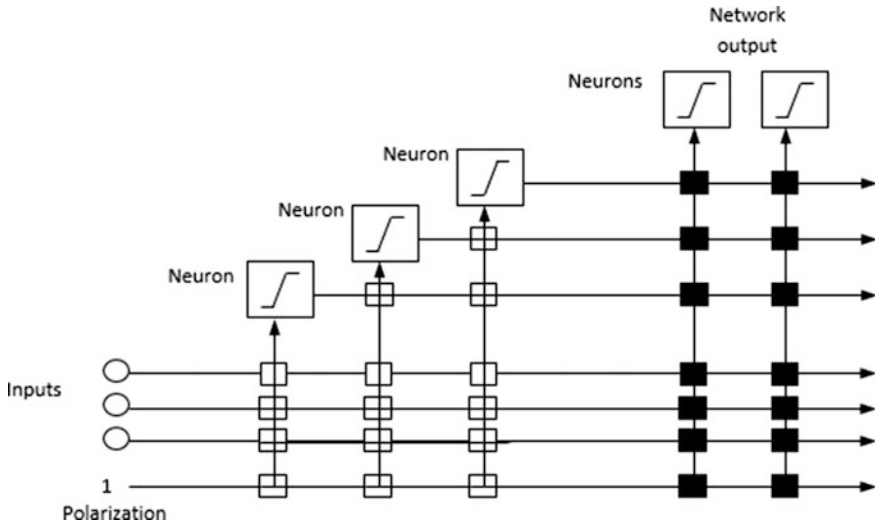 Network
output
Neurons
Neuron
Neuron
Neuron
Inputs
1
Polarization